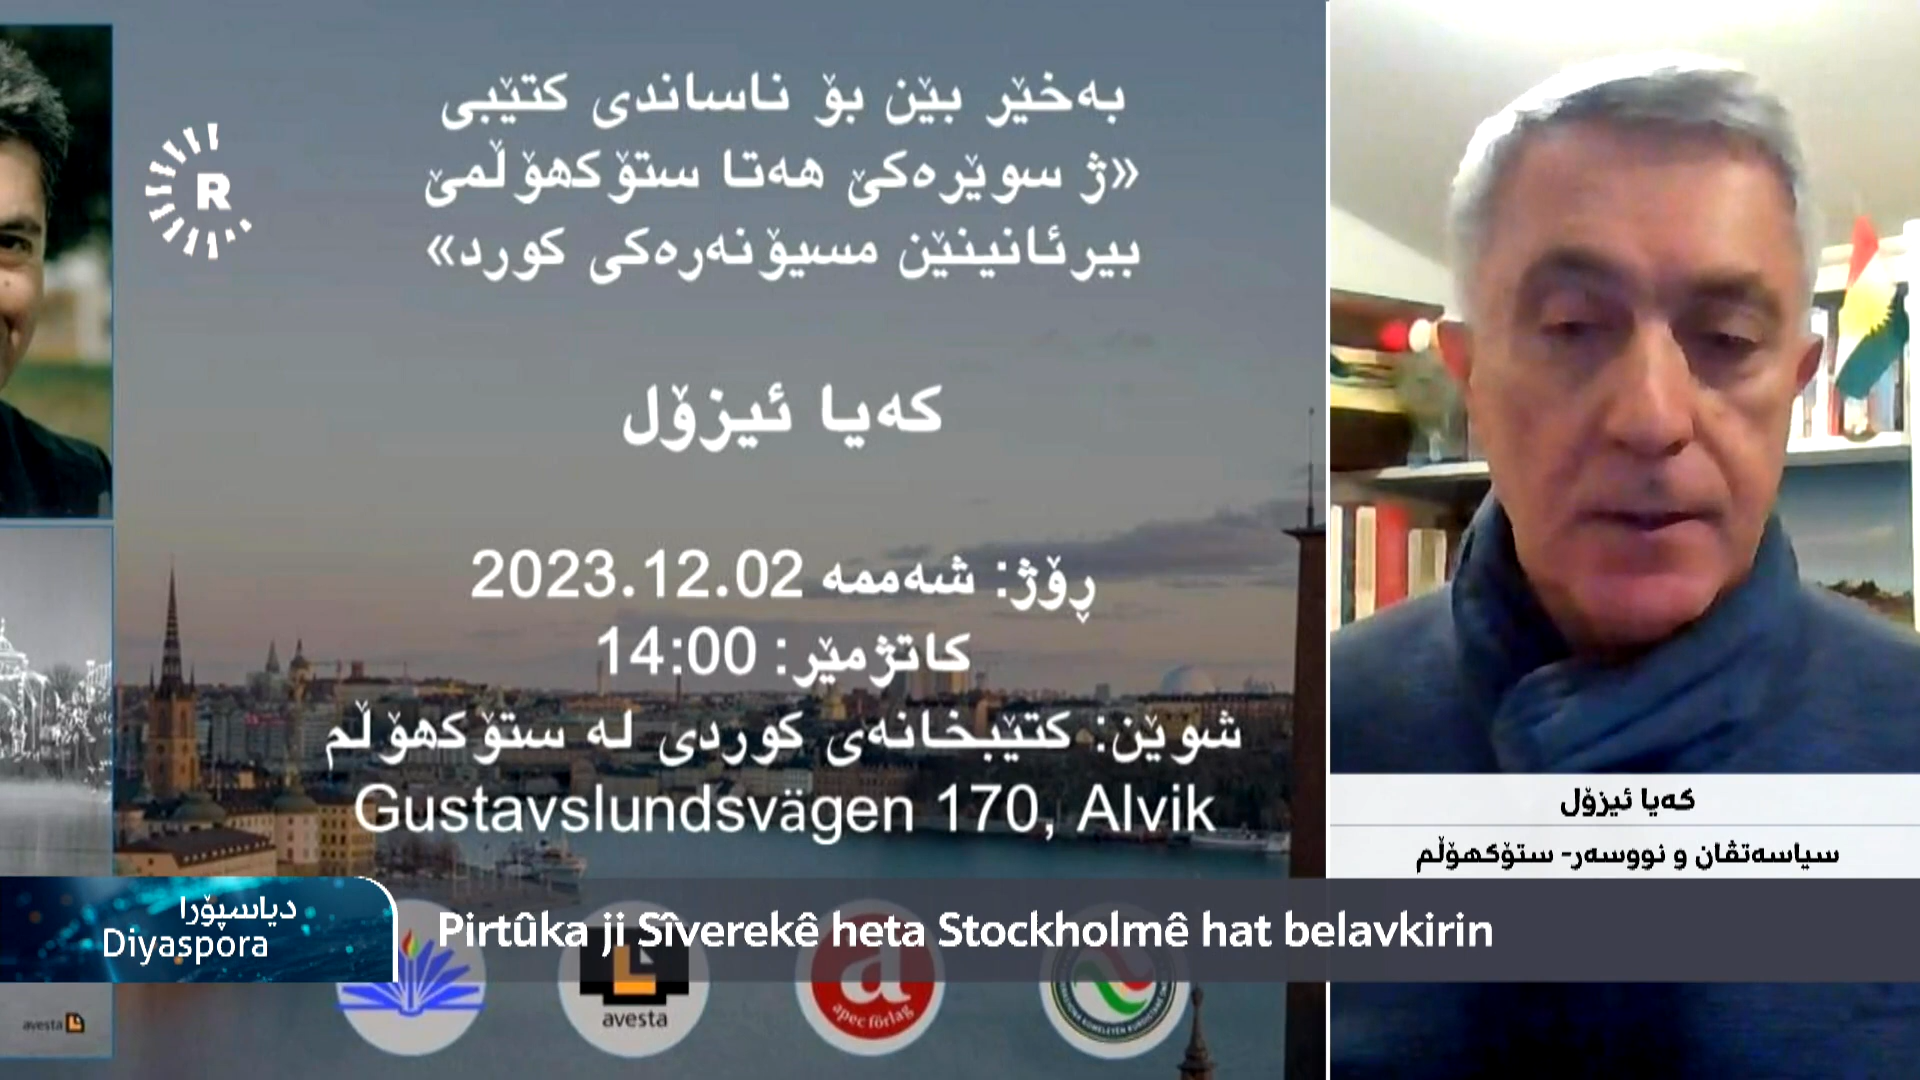 R
بەخێر بێن بۆ ناساندی کتێبی
«ژ سوێرەکێ هەتا ستۆکهۆڵمێ
بیرئانینێن مسیۆنەرەکی کورد»
کەیا ئیزۆل
ڕۆژ: شەممە 2023.12.02
کاتژمێر: 14:00
شوێن: کتێبخانەی کوردی لە ستۆکهۆڵم
Gustavslundsvägen 170, Alvik
کەیا ئیزۆل
سیاسەتڤان و نووسەر- ستۆکهۆڵم
دیاسپۆرا
Diyaspora
Pirtûka ji Sîverekê heta Stockholmê hat belavkirin
avesta
avesta
a
apec förlag